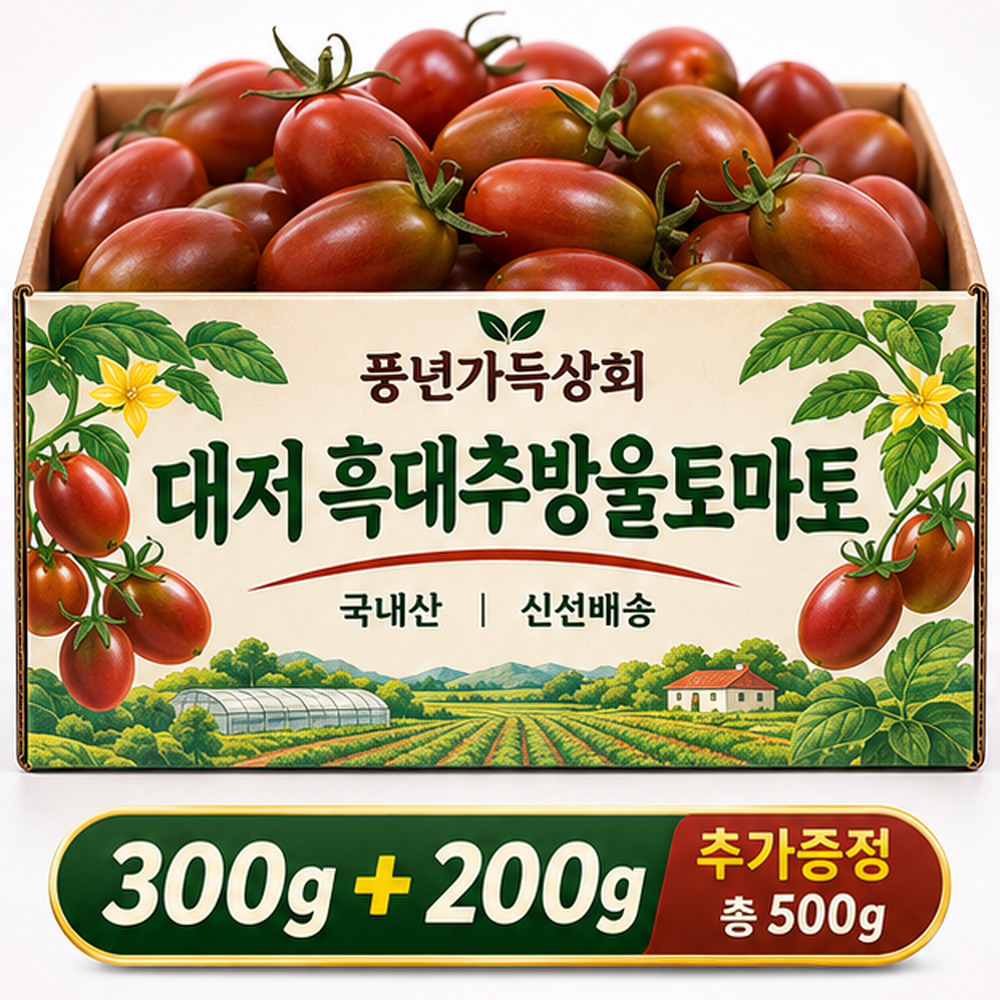 풍년가득상회
대저 흑대추방울토마토
국내산 | 신선배송
300g + 200g
추가증정
총 500g